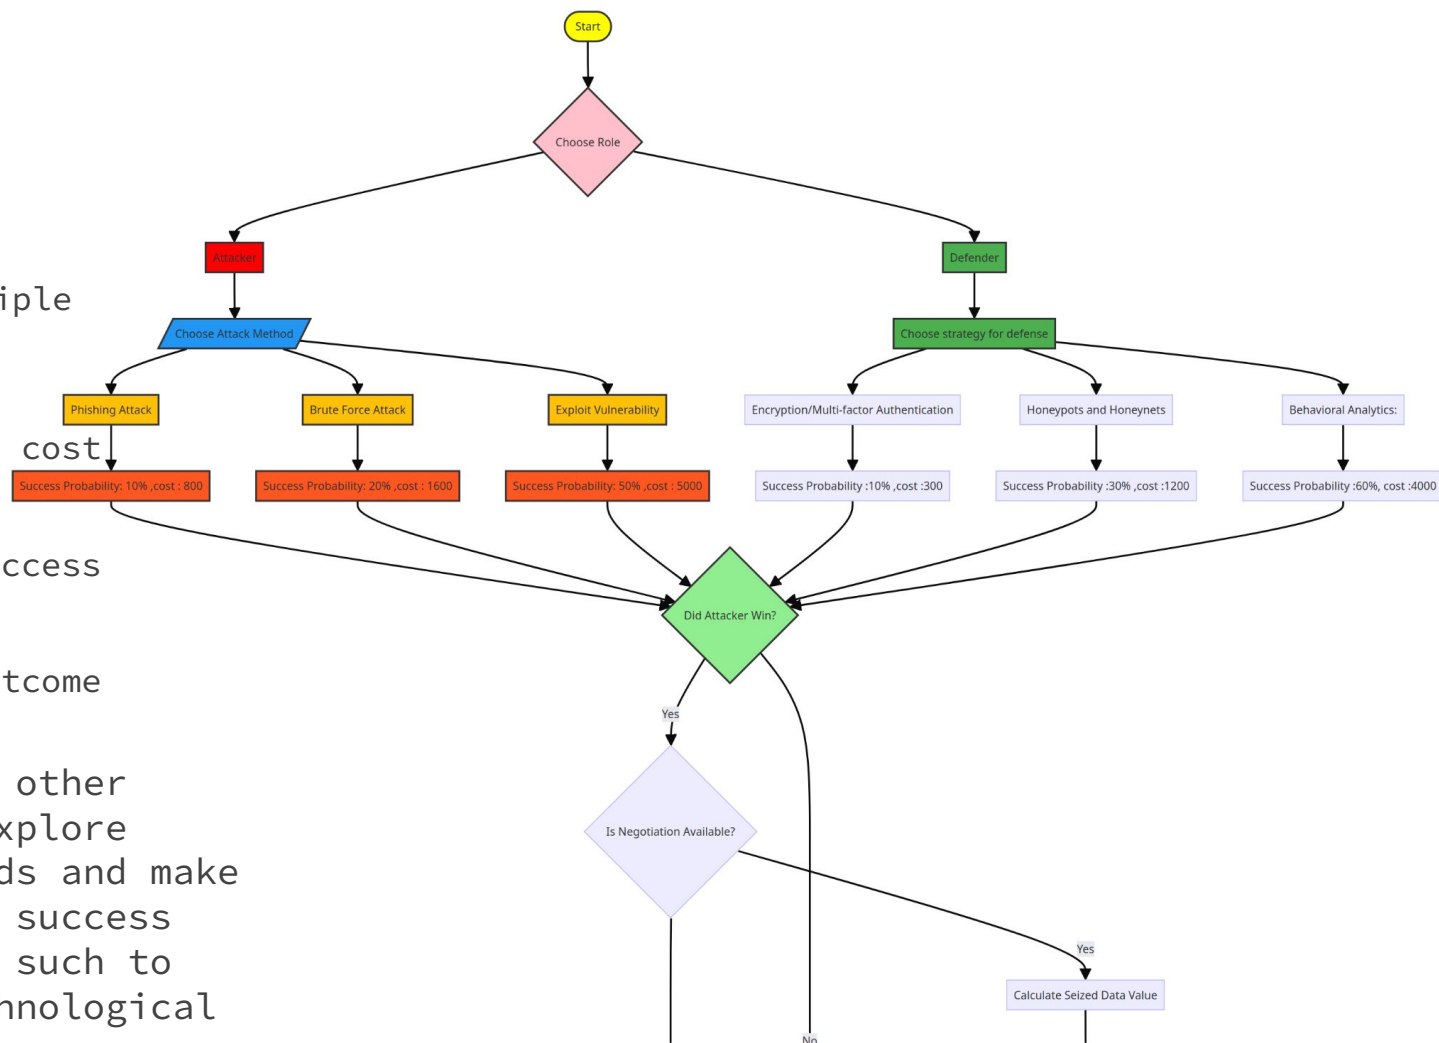 Start
Choose Role
Attacker
Defender
Choose Attack Method
Choose strategy for defense
Phishing Attack
Brute Force Attack
Exploit Vulnerability
Encryption/Multi-factor Authentication
Honeypots and Honeynets
Behavioral Analytics:
Success Probability: 10% ,cost : 800
Success Probability: 20% ,cost : 1600
Success Probability: 50% ,cost : 5000
Success Probability :10% ,cost :300
Success Probability :30% ,cost :1200
Success Probability :60%, cost :4000
Did Attacker Win?
Yes
Is Negotiation Available?
Yes
Calculate Seized Data Value
No
iple
cost
ccess
tcome
other
xplore
ds and make
success
such to
hnological